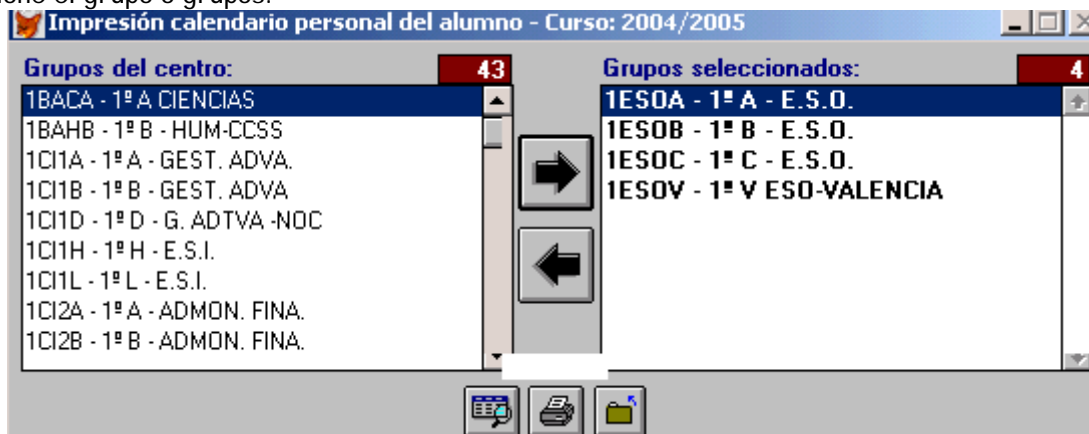 Impresión calendario personal del alumno - Curso: 2004/2005
Grupos del centro: 43
1BACA - 1º A CIENCIAS
1BAHB - 1º B - HUM-CCSS
1CI1A - 1º A - GEST. ADVA.
1CI1B - 1º B - GEST. ADVA
1CI1D - 1º D - G. ADTVA -NOC
1CI1H - 1º H - E.S.I.
1CI1L - 1º L - E.S.I.
1CI2A - 1º A - ADMON. FINA.
1CI2B - 1º B - ADMON. FINA.
Grupos seleccionados: 4
1ESOA - 1º A - E.S.O.
1ESOB - 1º B - E.S.O.
1ESOC - 1º C - E.S.O.
1ESOV - 1º V ESO-VALENCIA